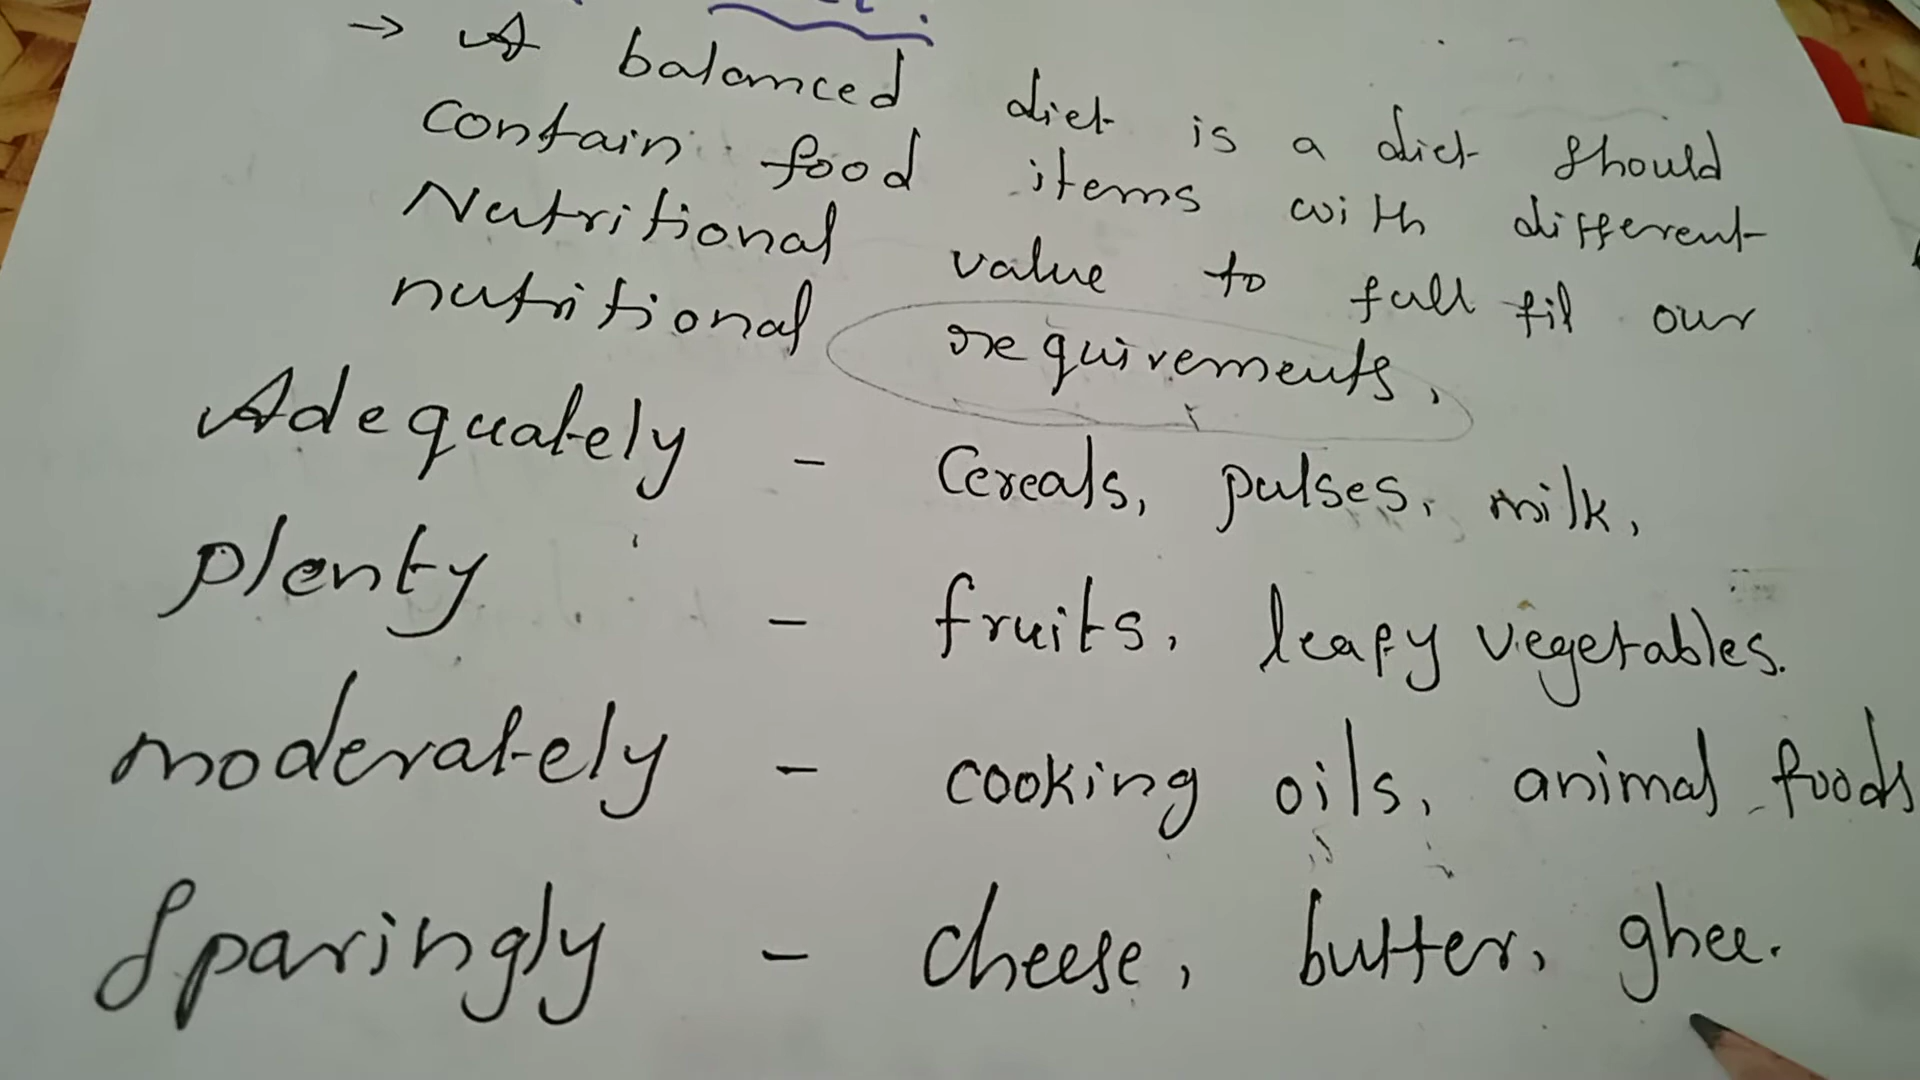 → A balanced diet is a diet should
contain food items with different
Nutritional value to full fil our
nutritional requirements,
Adequately - Cereals, pulses, milk,
plenty - fruits, leafy vegetables.
moderately - cooking oils, animal foods
Sparingly - cheese, butter, ghee.